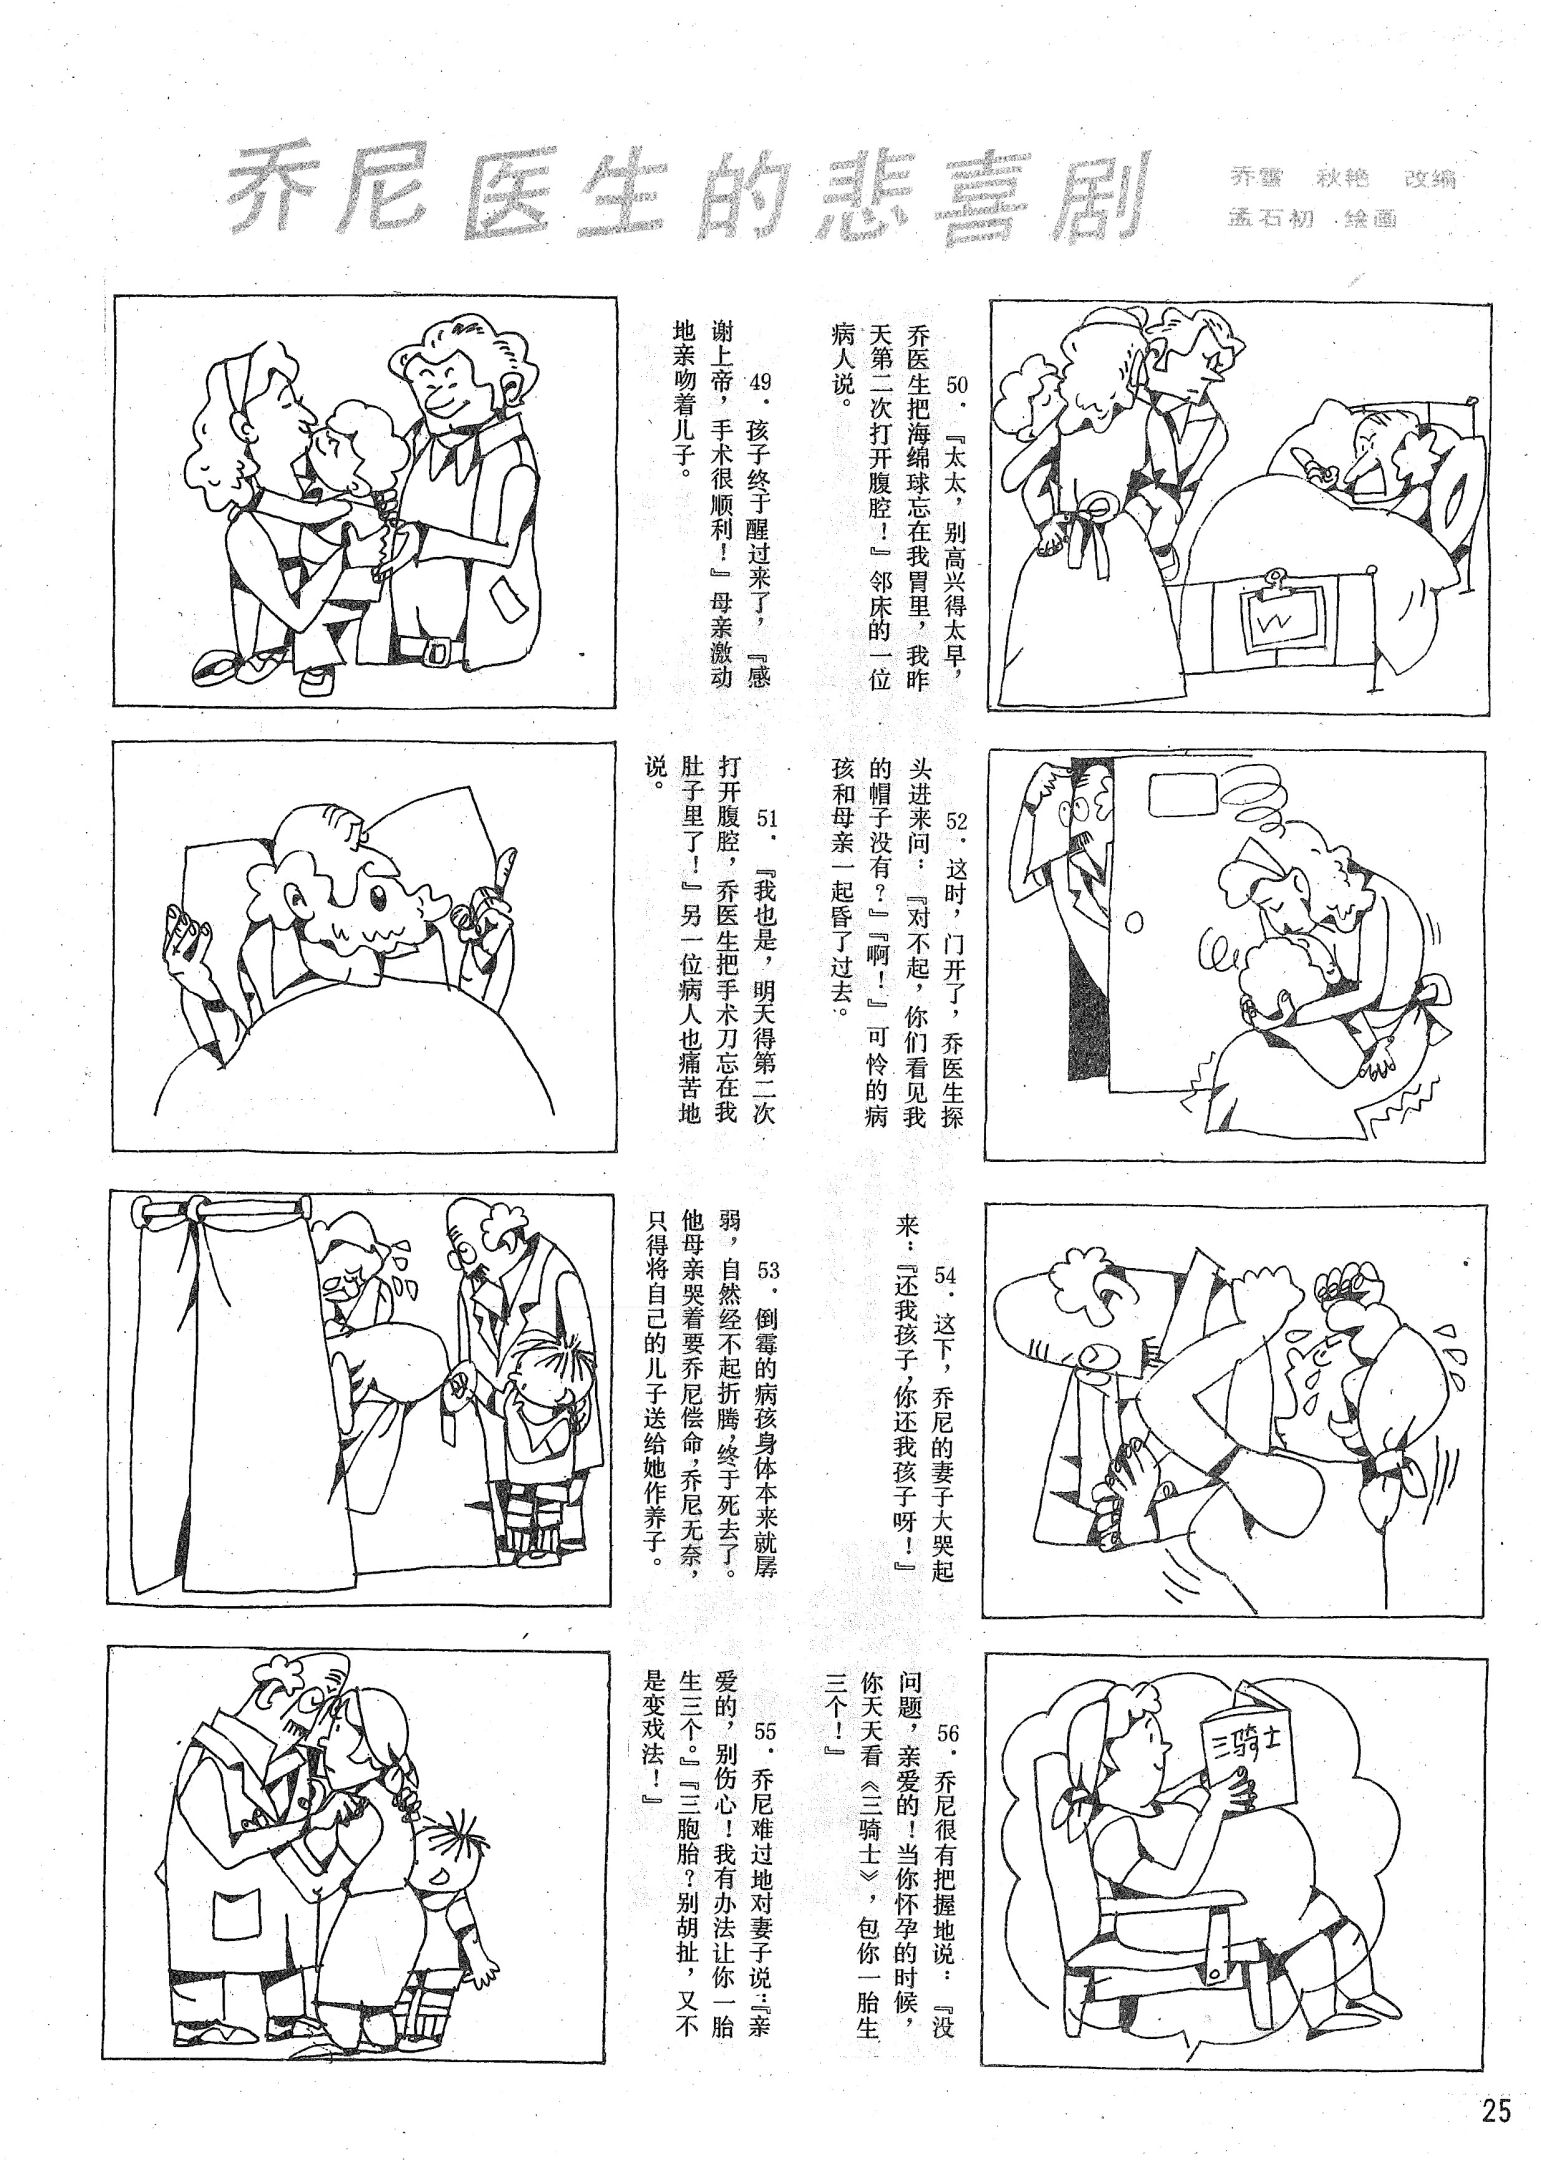 乔尼医生的悲喜剧
乔雪 秋艳 改编
孟石初 绘画
49．孩子终于醒过来了，『感
谢上帝，手术很顺利！』母亲激动
地亲吻着儿子。
50．『太太，别高兴得太早，
乔医生把海绵球忘在我胃里，我昨
天第二次打开腹腔！』邻床的一位
病人说。
51．『我也是，明天得第二次
打开腹腔，乔医生把手术刀忘在我
肚子里了！』另一位病人也痛苦地
说。
52．这时，门开了，乔医生探
头进来问：『对不起，你们看见我
的帽子没有？』『啊！』可怜的病
孩和母亲一起昏了过去。
53．倒霉的病孩身体本来就孱
弱，自然经不起折腾，终于死去了。
他母亲哭着要乔尼偿命，乔尼无奈，
只得将自己的儿子送给她作养子。
54．这下，乔尼的妻子大哭起
来：『还我孩子，你还我孩子呀！』
55．乔尼难过地对妻子说：『亲
爱的，别伤心！我有办法让你一胎
生三个。』『三胞胎？别胡扯，又不
是变戏法！』
56．乔尼很有把握地说：『没
问题，亲爱的！当你怀孕的时候，
你天天看《三骑士》，包你一胎生
三个！』
三骑士
25